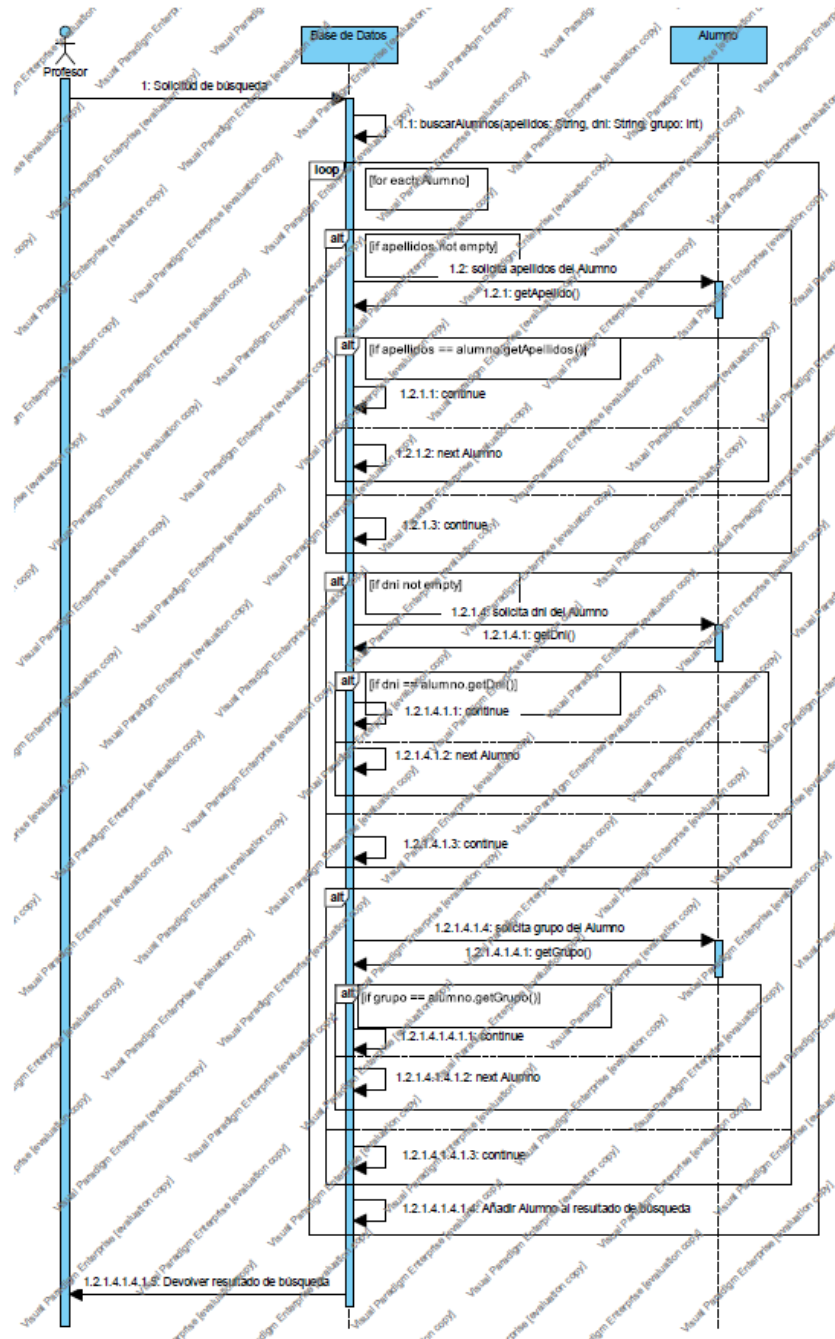 Profesor
Base de Datos
Alumno
1: Solicitud de búsqueda
1.1: buscarAlumnos(apellidos: String, dni: String, grupo: Int)
loop
[for each Alumno]
alt
[if apellidos not empty]
1.2: solicita apellidos del Alumno
1.2.1: getApellido()
alt
[if apellidos == alumno.getApellidos()]
1.2.1.1: continue
1.2.1.2: next Alumno
1.2.1.3: continue
alt
[if dni not empty]
1.2.1.4: solicita dni del Alumno
1.2.1.4.1: getDni()
alt
[if dni == alumno.getDni()]
1.2.1.4.1.1: continue
1.2.1.4.1.2: next Alumno
1.2.1.4.1.3: continue
alt
1.2.1.4.1.4: solicita grupo del Alumno
1.2.1.4.1.4.1: getGrupo()
alt
[if grupo == alumno.getGrupo()]
1.2.1.4.1.4.1.1: continue
1.2.1.4.1.4.1.2: next Alumno
1.2.1.4.1.4.1.3: continue
1.2.1.4.1.4.1.4: Añadir Alumno al resultado de búsqueda
1.2.1.4.1.4.1.5: Devolver resultado de búsqueda
Visual Paradigm Enterprise [evaluation copy]